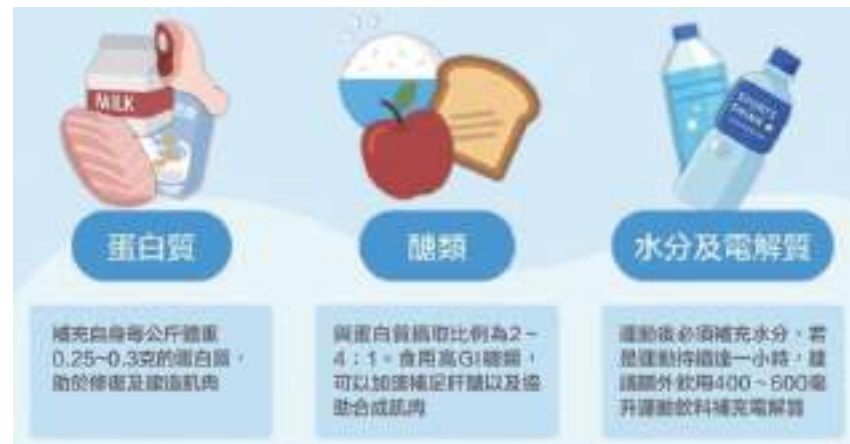 MILK
SPORTS
DRINK
蛋白質
醣類
水分及電解質
補充自身每公斤體重
0.25~0.3克的蛋白質，
助於修復及建造肌肉
與蛋白質攝取比例為2~
4：1。食用高GI醣類，
可以加速補足肝醣以及協
助合成肌肉
運動後必須補充水分，若
是運動持續達一小時，建
議額外飲用400~600毫
升運動飲料補充電解質